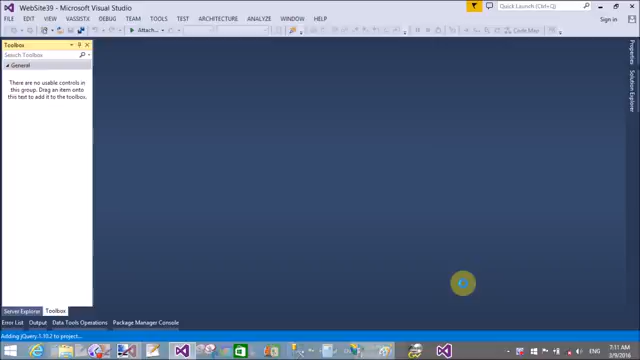 WebSite39 - Microsoft Visual Studio
Quick Launch (Ctrl+Q)
FILE EDIT VIEW VASSISTX DEBUG TEAM TOOLS TEST ARCHITECTURE ANALYZE WINDOW HELP
Sign in
Attach...
Code Map
Toolbox
Search Toolbox
General
There are no usable controls in
this group. Drag an item onto
this text to add it to the toolbox.
Properties
Solution Explorer
Server Explorer Toolbox
Error List Output Data Tools Operations Package Manager Console
Adding jQuery.1.10.2 to project...
ENG
7:11 AM
3/9/2016